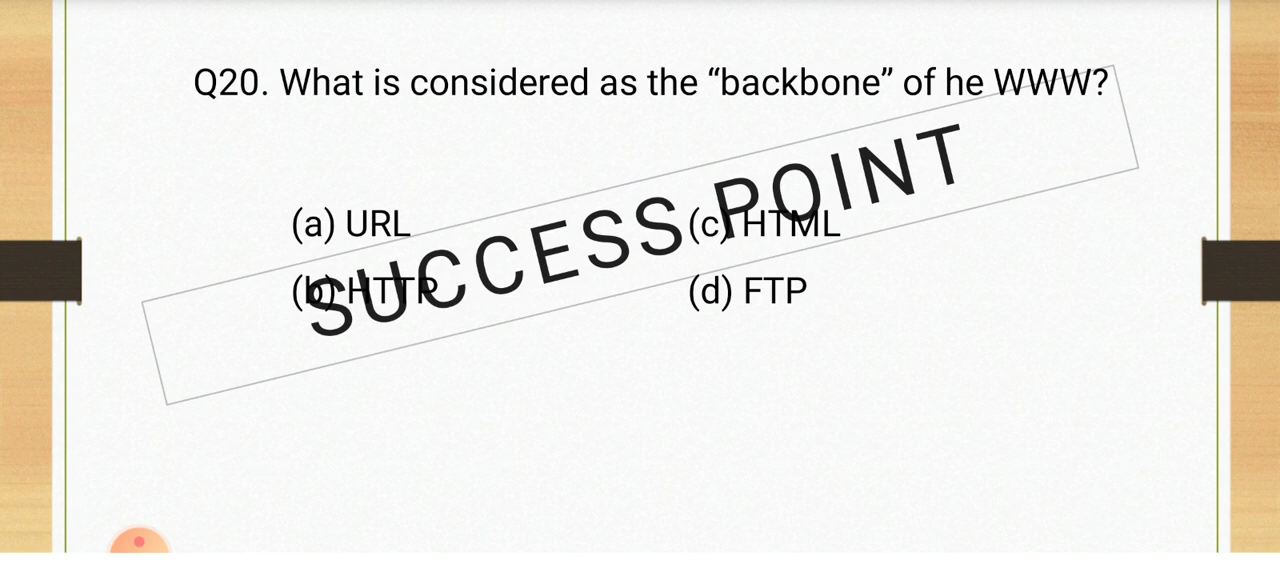 Q20. What is considered as the “backbone” of he WWW?
SUCCESS POINT
(a) URL
(c) HTML
(b) HTTP
(d) FTP